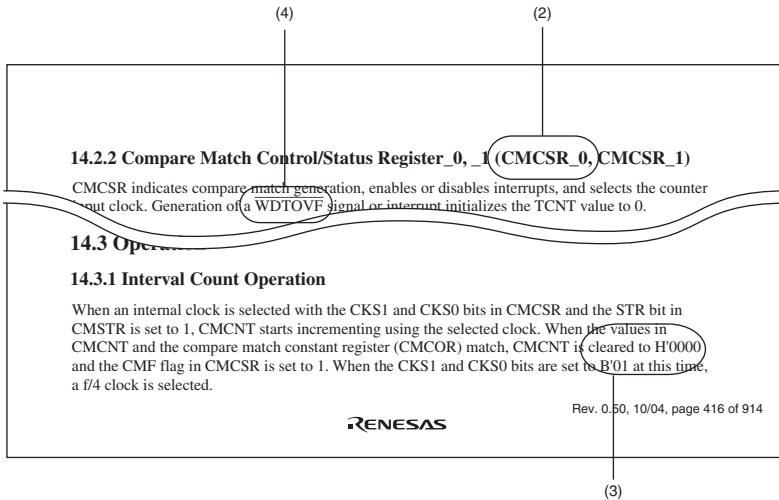 (4) (2)
14.2.2 Compare Match Control/Status Register_0, _1 (CMCSR_0, CMCSR_1)
CMCSR indicates compare match generation, enables or disables interrupts, and selects the counter
input clock. Generation of a WDTOVF signal or interrupt initializes the TCNT value to 0.
14.3 Operation
14.3.1 Interval Count Operation
When an internal clock is selected with the CKS1 and CKS0 bits in CMCSR and the STR bit in
CMSTR is set to 1, CMCNT starts incrementing using the selected clock. When the values in
CMCNT and the compare match constant register (CMCOR) match, CMCNT is cleared to H'0000
and the CMF flag in CMCSR is set to 1. When the CKS1 and CKS0 bits are set to B'01 at this time,
a f/4 clock is selected.
Rev. 0.50, 10/04, page 416 of 914
RENESAS
(3)